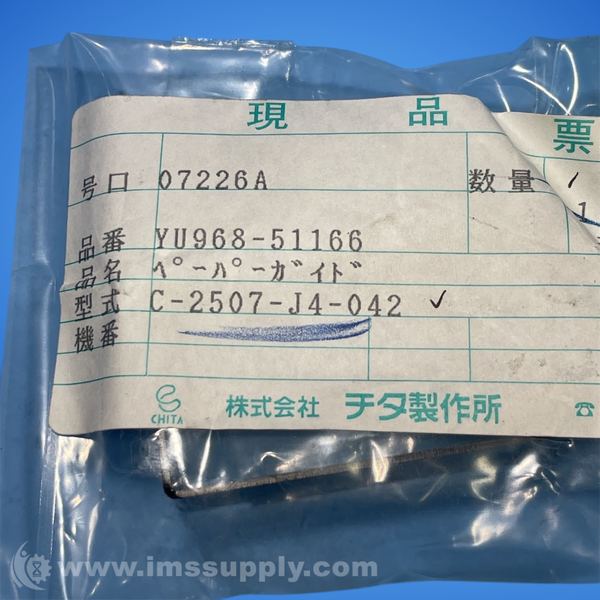 現品票
号口 07226A 数量 1
1
品番 YU968-51166
品名 ﾍﾟｰﾊﾟｰｶﾞｲﾄﾞ
型式 C-2507-J4-042 ✓
機番
CHITA 株式会社 チタ製作所 ☎
www.imssupply.com